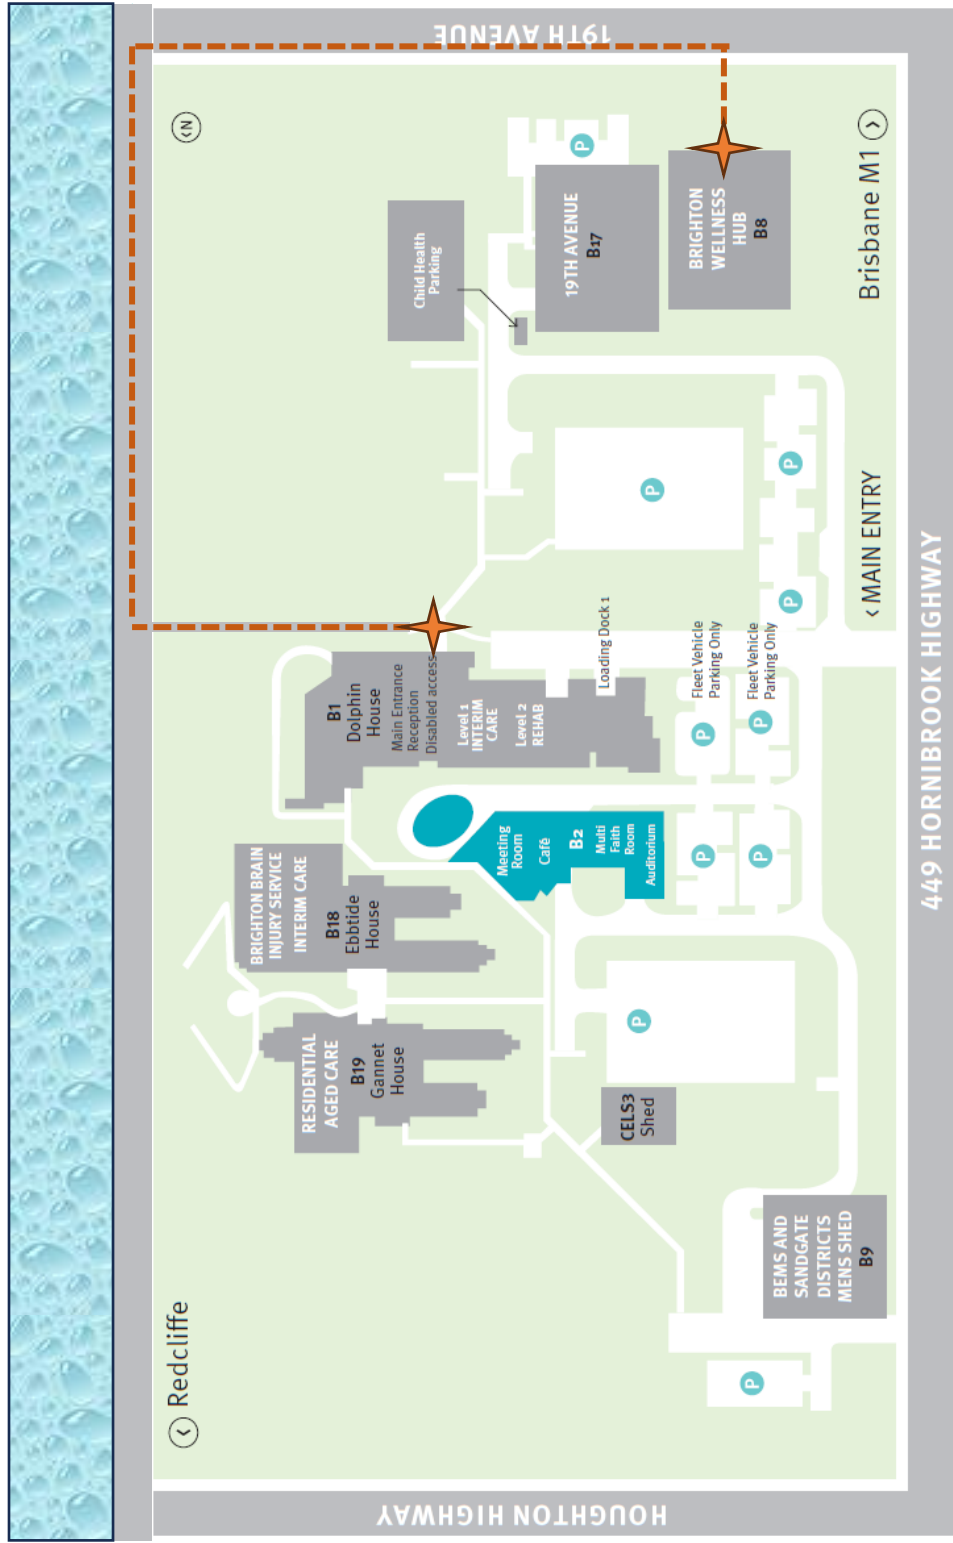 19TH AVENUE
<N
Child Health
Parking
P
19TH AVENUE
B17
BRIGHTON
WELLNESS
HUB
B8
Brisbane M1 >
P
P
P
< MAIN ENTRY
449 HORNIBROOK HIGHWAY
B1
Dolphin
House
Main Entrance
Reception
Disabled access
Level 1
INTERIM
CARE
Level 2
REHAB
Loading Dock 1
Fleet Vehicle
Parking Only
Fleet Vehicle
Parking Only
P
P
Meeting
Room
Café
B2
Multi
Faith
Room
Auditorium
P
P
BRIGHTON BRAIN
INJURY SERVICE
INTERIM CARE
B18
Ebbtide
House
RESIDENTIAL
AGED CARE
B19
Gannet
House
P
CELS3
Shed
BEMS AND
SANDGATE
DISTRICTS
MENS SHED
B9
P
< Redcliffe
HOUGHTON HIGHWAY